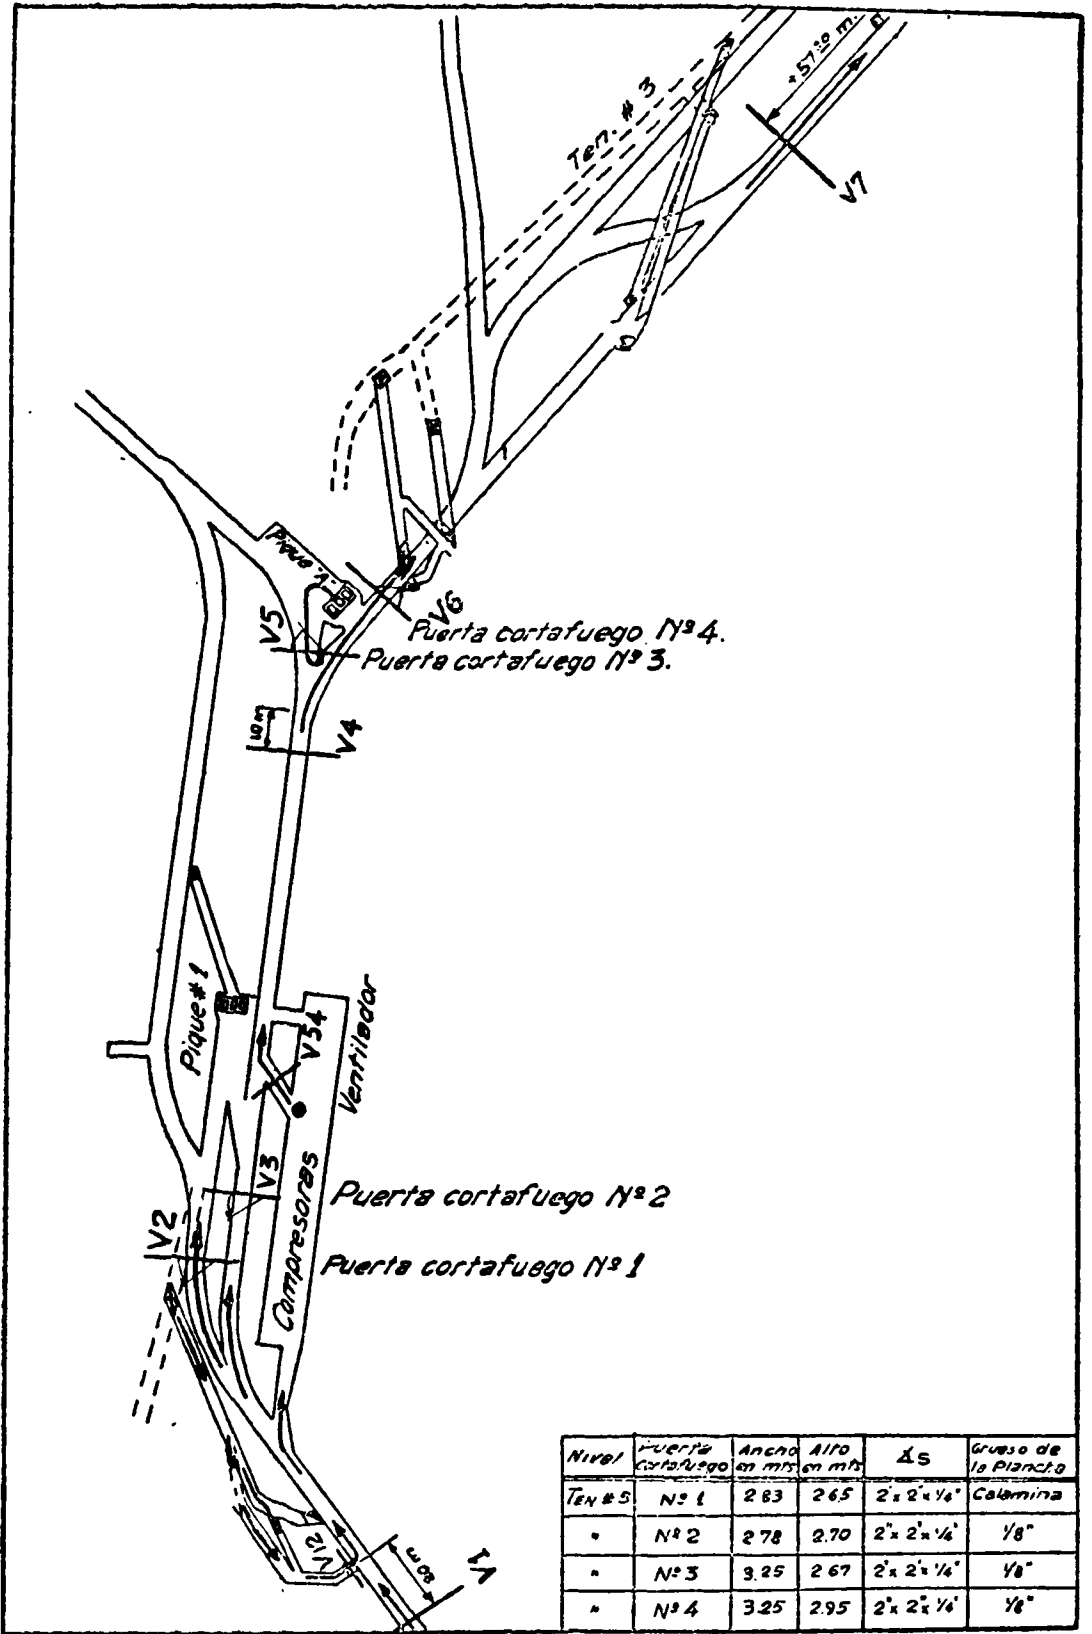 +57.20 m.
Ten. # 3
V7
Pique 1
V5
V6
Puerta cortafuego Nº 4.
Puerta cortafuego Nº 3.
10 m
V4
Pique # 1
V54
Ventilador
V3
Compresoras
Puerta cortafuego Nº 2
V2
Puerta cortafuego Nº 1
V12
80 m
V1
Nivel Puerta cortafuego Ancho en mts Alto en mts ∡s Grueso de la Plancha
Ten # 5 Nº 1 2.83 2.65 2" x 2" x 1/4" Calamina
" Nº 2 2.78 2.70 2" x 2" x 1/4" 1/8"
" Nº 3 3.25 2.67 2" x 2" x 1/4" 1/8"
" Nº 4 3.25 2.95 2" x 2" x 1/4" 1/8"